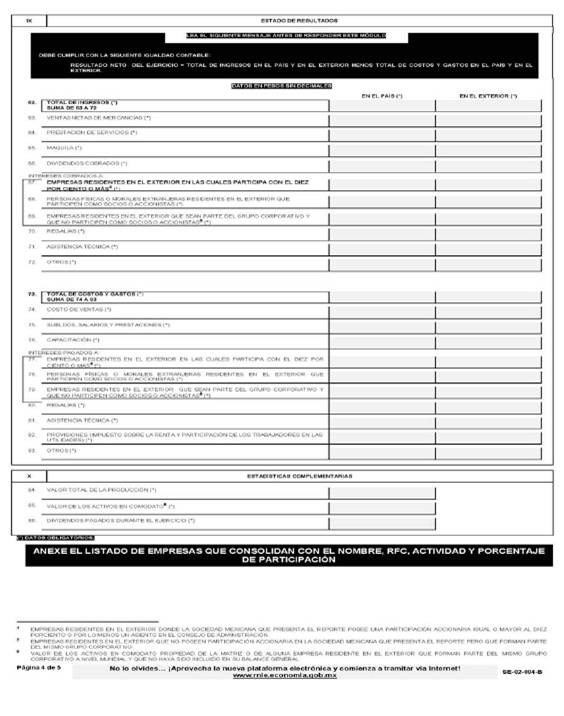 IX ESTADO DE RESULTADOS
LEA EL SIGUIENTE MENSAJE ANTES DE RESPONDER ESTE MÓDULO
DEBE CUMPLIR CON LA SIGUIENTE IGUALDAD CONTABLE:
RESULTADO NETO DEL EJERCICIO = TOTAL DE INGRESOS EN EL PAÍS Y EN EL EXTERIOR MENOS TOTAL DE COSTOS Y GASTOS EN EL PAÍS Y EN EL
EXTERIOR.
DATOS EN PESOS SIN DECIMALES
EN EL PAÍS (*) EN EL EXTERIOR (*)
62. TOTAL DE INGRESOS (*)
SUMA DE 63 A 72
63. VENTAS NETAS DE MERCANCÍAS (*)
64. PRESTACIÓN DE SERVICIOS (*)
65. MAQUILA (*)
66. DIVIDENDOS COBRADOS (*)
INTERESES COBRADOS A:
67. EMPRESAS RESIDENTES EN EL EXTERIOR EN LAS CUALES PARTICIPA CON EL DIEZ
POR CIENTO O MÁS (*)
68. PERSONAS FÍSICAS O MORALES EXTRANJERAS RESIDENTES EN EL EXTERIOR QUE
PARTICIPEN COMO SOCIOS O ACCIONISTAS (*)
69. EMPRESAS RESIDENTES EN EL EXTERIOR QUE SEAN PARTE DEL GRUPO CORPORATIVO Y
QUE NO PARTICIPEN COMO SOCIOS O ACCIONISTAS (*)
70. REGALÍAS (*)
71. ASISTENCIA TÉCNICA (*)
72. OTROS (*)
73. TOTAL DE COSTOS Y GASTOS (*)
SUMA DE 74 A 83
74. COSTO DE VENTAS (*)
75. SUELDOS, SALARIOS Y PRESTACIONES (*)
76. CAPACITACIÓN (*)
INTERESES PAGADOS A:
77. EMPRESAS RESIDENTES EN EL EXTERIOR EN LAS CUALES PARTICIPA CON EL DIEZ POR
CIENTO O MÁS (*)
78. PERSONAS FÍSICAS O MORALES EXTRANJERAS RESIDENTES EN EL EXTERIOR QUE
PARTICIPEN COMO SOCIOS O ACCIONISTAS (*)
79. EMPRESAS RESIDENTES EN EL EXTERIOR QUE SEAN PARTE DEL GRUPO CORPORATIVO Y
QUE NO PARTICIPEN COMO SOCIOS O ACCIONISTAS (*)
80. REGALÍAS (*)
81. ASISTENCIA TÉCNICA (*)
82. PROVISIONES (IMPUESTO SOBRE LA RENTA Y PARTICIPACIÓN DE LOS TRABAJADORES EN LAS
UTILIDADES) (*)
83. OTROS (*)
X ESTADÍSTICAS COMPLEMENTARIAS
84. VALOR TOTAL DE LA PRODUCCIÓN (*)
85. VALOR DE LOS ACTIVOS EN COMODATO (*)
86. DIVIDENDOS PAGADOS DURANTE EL EJERCICIO (*)
(*) DATOS OBLIGATORIOS.
ANEXE EL LISTADO DE EMPRESAS QUE CONSOLIDAN CON EL NOMBRE, RFC, ACTIVIDAD Y PORCENTAJE
DE PARTICIPACIÓN
EMPRESAS RESIDENTES EN EL EXTERIOR DONDE LA SOCIEDAD MEXICANA QUE PRESENTA EL REPORTE POSEE UNA PARTICIPACIÓN ACCIONARIA IGUAL O MAYOR AL DIEZ
PORCIENTO O POR LO MENOS UN ASIENTO EN EL CONSEJO DE ADMINISTRACIÓN.
EMPRESAS RESIDENTES EN EL EXTERIOR QUE NO POSEEN PARTICIPACIÓN ACCIONARIA EN LA SOCIEDAD MEXICANA QUE PRESENTA EL REPORTE PERO QUE FORMAN PARTE
DEL MISMO GRUPO CORPORATIVO.
VALOR DE LOS ACTIVOS EN COMODATO PROPIEDAD DE LA MATRIZ O DE ALGUNA EMPRESA RESIDENTE EN EL EXTERIOR QUE FORMAN PARTE DEL MISMO GRUPO
CORPORATIVO A NIVEL MUNDIAL Y QUE NO HAYA SIDO INCLUIDO EN SU BALANCE GENERAL.
Página 4 de 5 No lo olvides... ¡Aprovecha la nueva plataforma electrónica y comienza a tramitar vía Internet! SE-02-004-B
www.rnie.economia.gob.mx